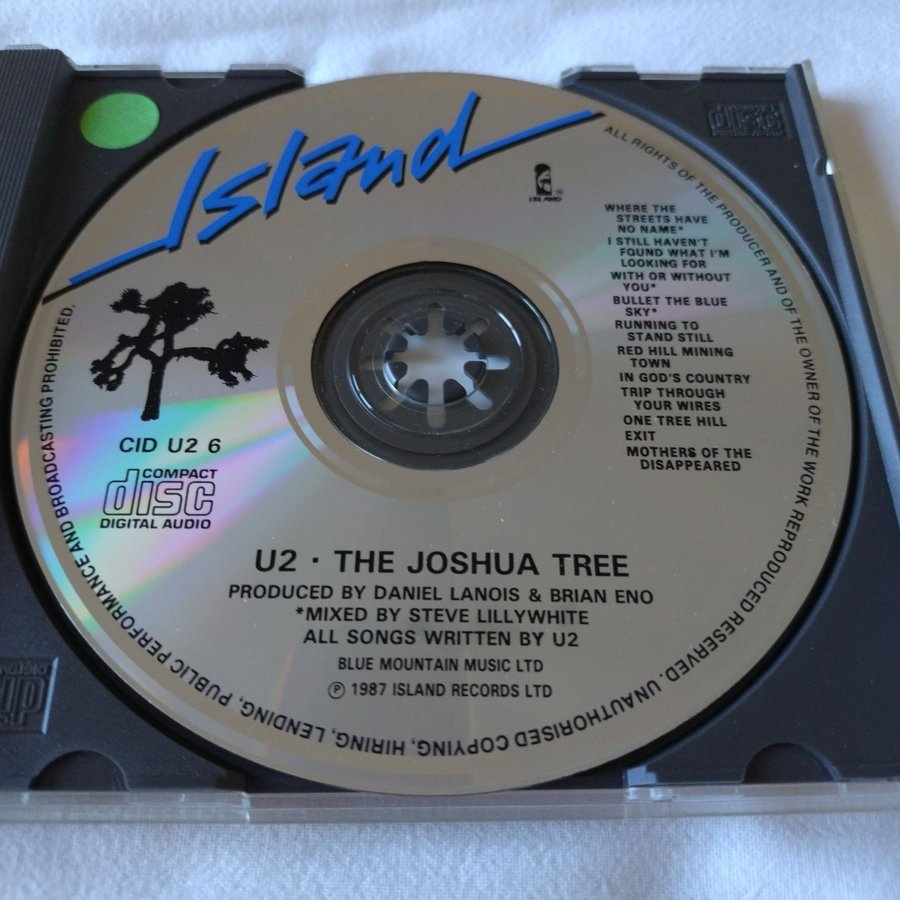 Island
ISLAND
COMPACT
disc
DIGITAL AUDIO
ALL RIGHTS OF THE PRODUCER AND OF THE OWNER OF THE WORK REPRODUCED RESERVED. UNAUTHORISED COPYING, HIRING, LENDING, PUBLIC PERFORMANCE AND BROADCASTING PROHIBITED.
WHERE THE
STREETS HAVE
NO NAME*
I STILL HAVEN'T
FOUND WHAT I'M
LOOKING FOR
WITH OR WITHOUT
YOU*
BULLET THE BLUE
SKY*
RUNNING TO
STAND STILL
RED HILL MINING
TOWN
IN GOD'S COUNTRY
TRIP THROUGH
YOUR WIRES
ONE TREE HILL
EXIT
MOTHERS OF THE
DISAPPEARED
CID U2 6
COMPACT
disc
DIGITAL AUDIO
U2 · THE JOSHUA TREE
PRODUCED BY DANIEL LANOIS & BRIAN ENO
*MIXED BY STEVE LILLYWHITE
ALL SONGS WRITTEN BY U2
BLUE MOUNTAIN MUSIC LTD
℗ 1987 ISLAND RECORDS LTD